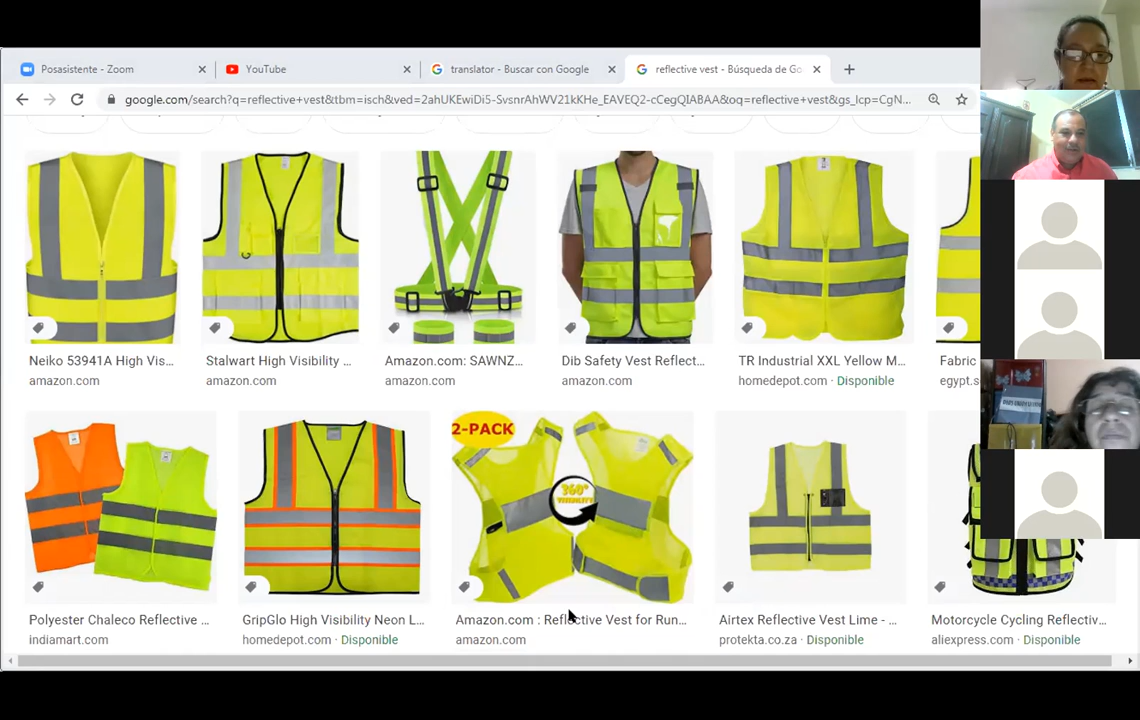 Posasistente - Zoom
YouTube
translator - Buscar con Google
reflective vest - Búsqueda de Go
google.com/search?q=reflective+vest&tbm=isch&ved=2ahUKEwiDi5-SvsnrAhWV21kKHe_EAVEQ2-cCegQIABAA&oq=reflective+vest&gs_lcp=CgN...
Neiko 53941A High Vis...
amazon.com
Stalwart High Visibility ...
amazon.com
Amazon.com: SAWNZ...
amazon.com
Dib Safety Vest Reflect...
amazon.com
TR Industrial XXL Yellow M...
homedepot.com · Disponible
Fabric
egypt.s
2-PACK
360°
VISIBILITY
Polyester Chaleco Reflective ...
indiamart.com
GripGlo High Visibility Neon L...
homedepot.com · Disponible
Amazon.com : Reflective Vest for Run...
amazon.com
Airtex Reflective Vest Lime - ...
protekta.co.za · Disponible
Motorcycle Cycling Reflectiv...
aliexpress.com · Disponible